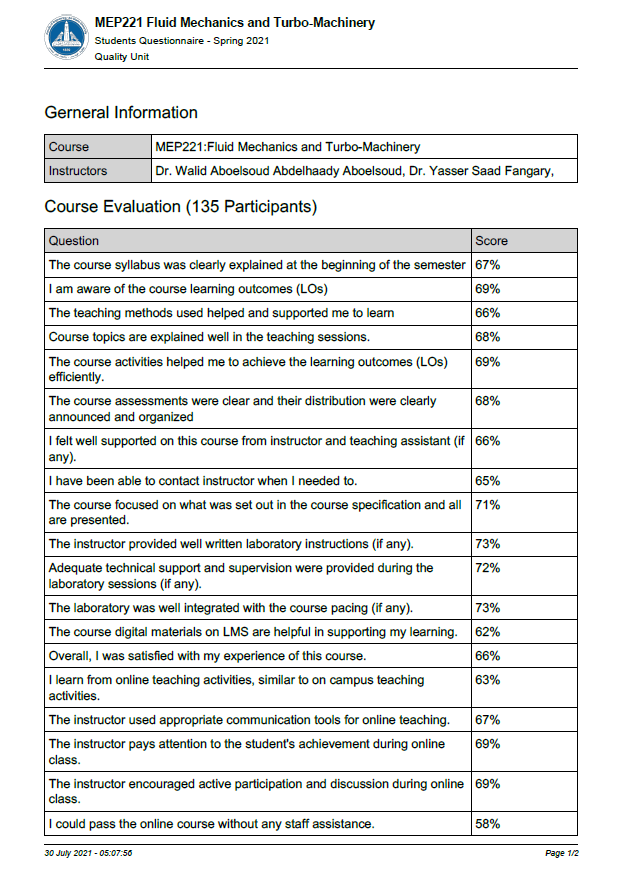 MEP221 Fluid Mechanics and Turbo-Machinery
Students Questionnaire - Spring 2021
Quality Unit
Gerneral Information
Course MEP221:Fluid Mechanics and Turbo-Machinery
Instructors Dr. Walid Aboelsoud Abdelhaady Aboelsoud, Dr. Yasser Saad Fangary,
Course Evaluation (135 Participants)
Question Score
The course syllabus was clearly explained at the beginning of the semester 67%
I am aware of the course learning outcomes (LOs) 69%
The teaching methods used helped and supported me to learn 66%
Course topics are explained well in the teaching sessions. 68%
The course activities helped me to achieve the learning outcomes (LOs) 69%
efficiently.
The course assessments were clear and their distribution were clearly 68%
announced and organized
I felt well supported on this course from instructor and teaching assistant (if 66%
any).
I have been able to contact instructor when I needed to. 65%
The course focused on what was set out in the course specification and all 71%
are presented.
The instructor provided well written laboratory instructions (if any). 73%
Adequate technical support and supervision were provided during the 72%
laboratory sessions (if any).
The laboratory was well integrated with the course pacing (if any). 73%
The course digital materials on LMS are helpful in supporting my learning. 62%
Overall, I was satisfied with my experience of this course. 66%
I learn from online teaching activities, similar to on campus teaching 63%
activities.
The instructor used appropriate communication tools for online teaching. 67%
The instructor pays attention to the student's achievement during online 69%
class.
The instructor encouraged active participation and discussion during online 69%
class.
I could pass the online course without any staff assistance. 58%
30 July 2021 - 05:07:56 Page 1/2